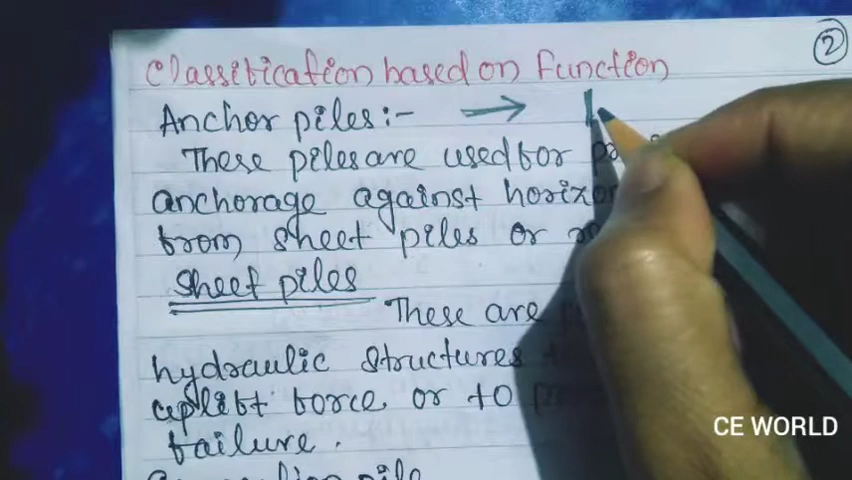 2
Classification based on Function
Anchor piles :- →
These piles are used for
anchorage against
from sheet piles or
Sheet piles
These are
hydraulic structures
uplift force or to
failure.
CE WORLD